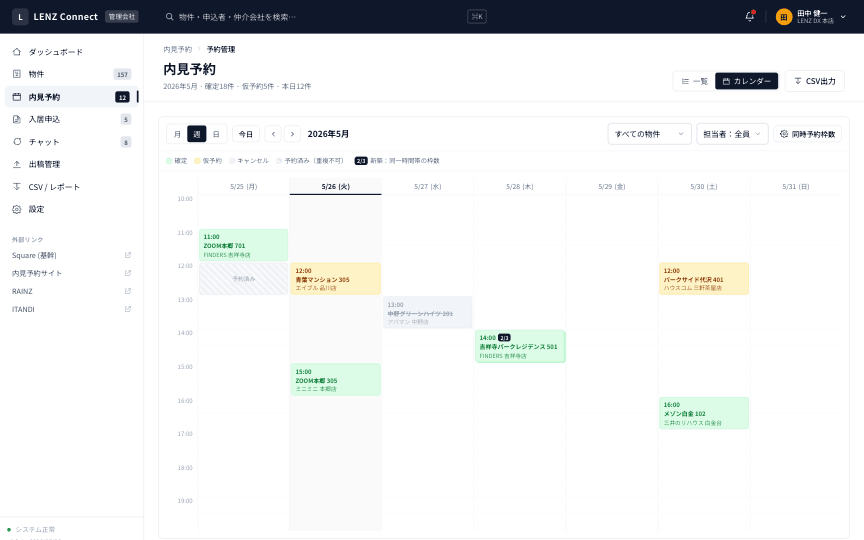 L LENZ Connect 管理会社
物件・申込者・仲介会社を検索…
⌘K
田 田中 健一
LENZ DX 本店
ダッシュボード
物件 157
内見予約 12
入居申込 5
チャット 8
出稿管理
CSV / レポート
設定
外部リンク
Square (基幹)
内見予約サイト
RAINZ
ITANDI
システム正常
内見予約 › 予約管理
内見予約
2026年5月・確定18件・仮予約5件・本日12件
一覧 カレンダー CSV出力
月 週 日 今日 ‹ › 2026年5月
すべての物件 担当者：全員 同時予約枠数
確定 仮予約 キャンセル 予約済み（重複不可） 2/3 新築：同一時間帯の枠数
5/25 (月) 5/26 (火) 5/27 (水) 5/28 (木) 5/29 (金) 5/30 (土) 5/31 (日)
10:00
11:00
12:00
13:00
14:00
15:00
16:00
17:00
18:00
19:00
11:00
ZOOM本郷 701
FINDERS 吉祥寺店
予約済み
12:00
青葉マンション 305
エイブル 品川店
15:00
ZOOM本郷 305
ミニミニ 本郷店
13:00
中野グリーンハイツ 201
アパマン 中野店
14:00 2/3
吉祥寺パークレジデンス 501
FINDERS 吉祥寺店
12:00
パークサイド代沢 401
ハウスコム 三軒茶屋店
16:00
メゾン白金 102
三井のリハウス 白金台